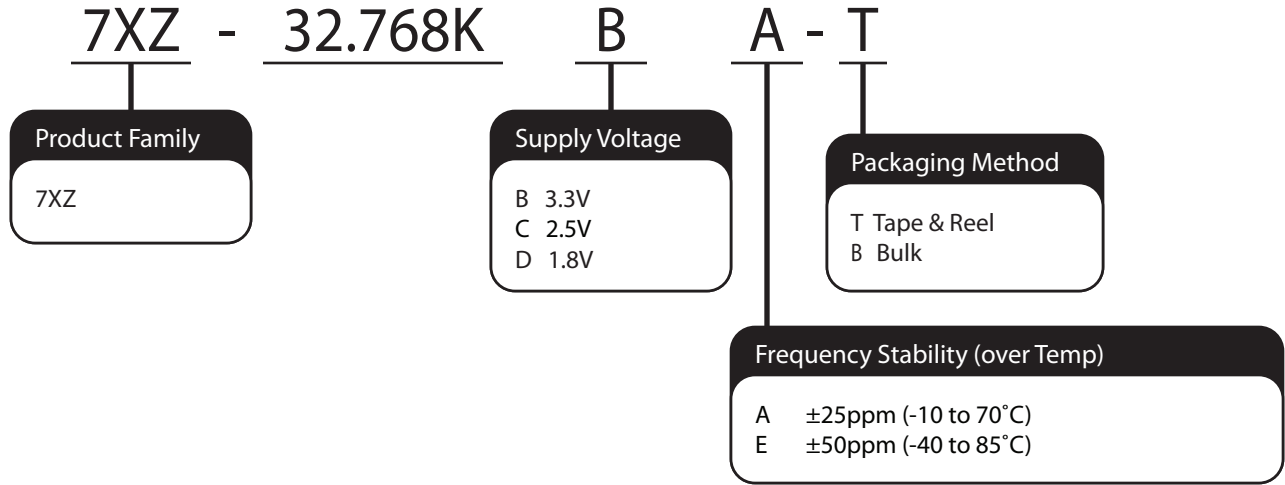 7XZ - 32.768K B A - T
Product Family
7XZ
Supply Voltage
B 3.3V
C 2.5V
D 1.8V
Packaging Method
T Tape & Reel
B Bulk
Frequency Stability (over Temp)
A ±25ppm (-10 to 70˚C)
E ±50ppm (-40 to 85˚C)